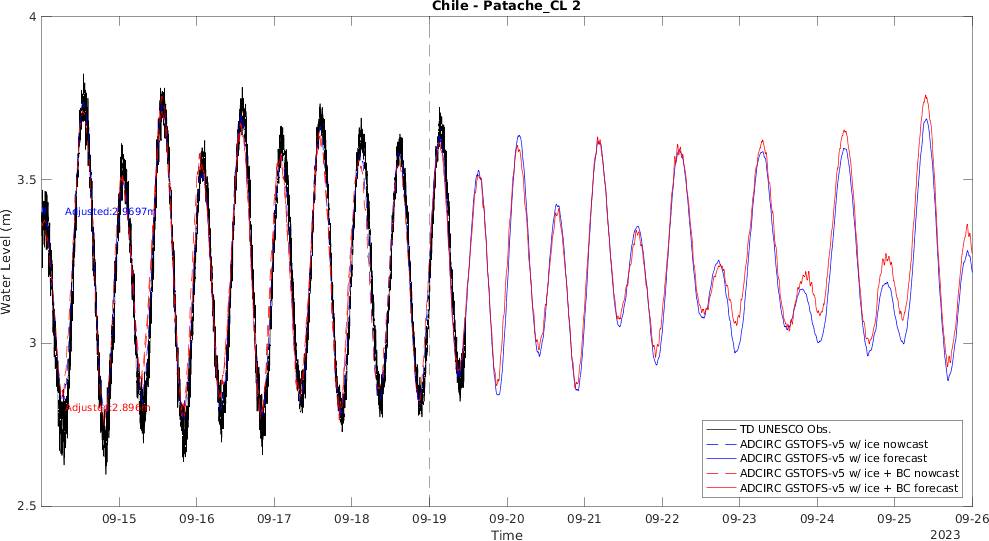 Chile - Patache_CL 2
4
3.5
3
2.5
Water Level (m)
Adjusted:2.9697m
Adjusted:2.896m
TD UNESCO Obs.
ADCIRC GSTOFS-v5 w/ ice nowcast
ADCIRC GSTOFS-v5 w/ ice forecast
ADCIRC GSTOFS-v5 w/ ice + BC nowcast
ADCIRC GSTOFS-v5 w/ ice + BC forecast
09-15 09-16 09-17 09-18 09-19 09-20 09-21 09-22 09-23 09-24 09-25 09-26
Time
2023